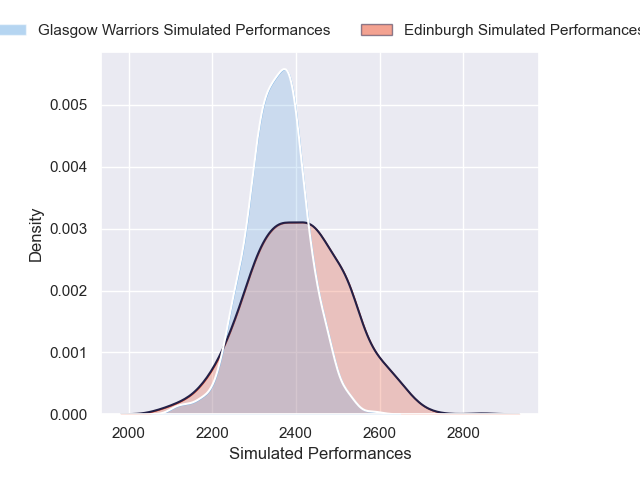 Glasgow Warriors Simulated Performances Edinburgh Simulated Performances
0.005
0.004
0.003
0.002
0.001
0.000
Density
2000 2200 2400 2600 2800
Simulated Performances